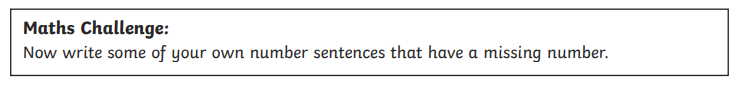 Maths Challenge:
Now write some of your own number sentences that have a missing number.